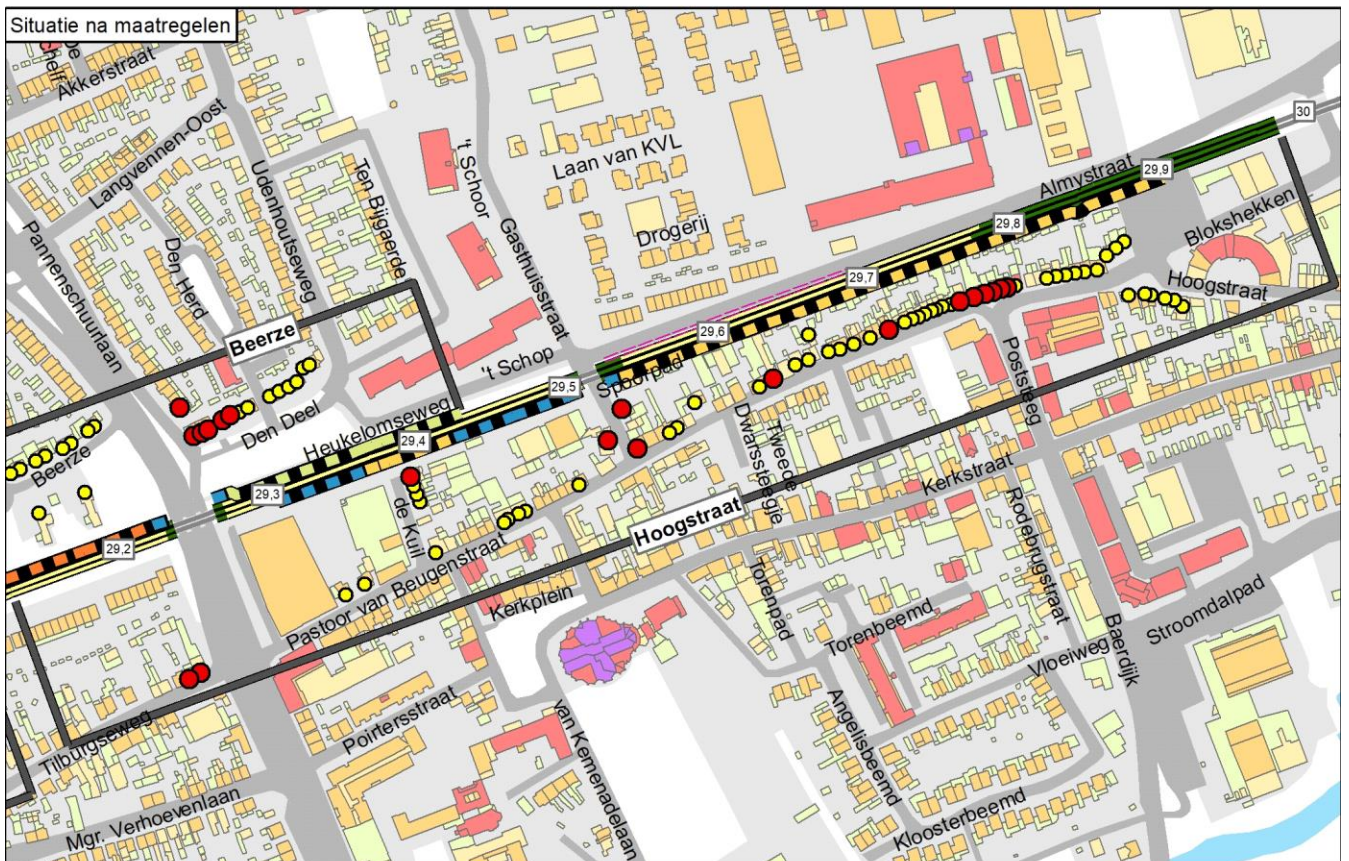 Situatie na maatregelen
De
Schelf
Akkerstraat
Langvennen-Oost
Udenhoutseweg
Ten Bijgaerde
't Schoor
Gasthuisstraat
Laan van KVL
Drogerij
Almystraat
30
29,9
29,8
29,7
29,6
29,5
29,4
29,3
29,2
Blokshekken
Hoogstraat
Pannenschuurlaan
Den Herd
Beerze
't Schop
Spoorpad
Poststeeg
Den Deel
Heukelomseweg
Beerze
Dwarssteegje
Tweede
Kerkstraat
de Kuil
Hoogstraat
Rodebrugstraat
Pastoor van Beugenstraat
Kerkplein
Torenpad
Torenbeemd
Vloeiweg
Baerdijk
Stroomdalpad
Tilburgseweg
Poirtersstraat
van Kemenadelaan
Angelisbeemd
Mgr. Verhoevenlaan
Kloosterbeemd